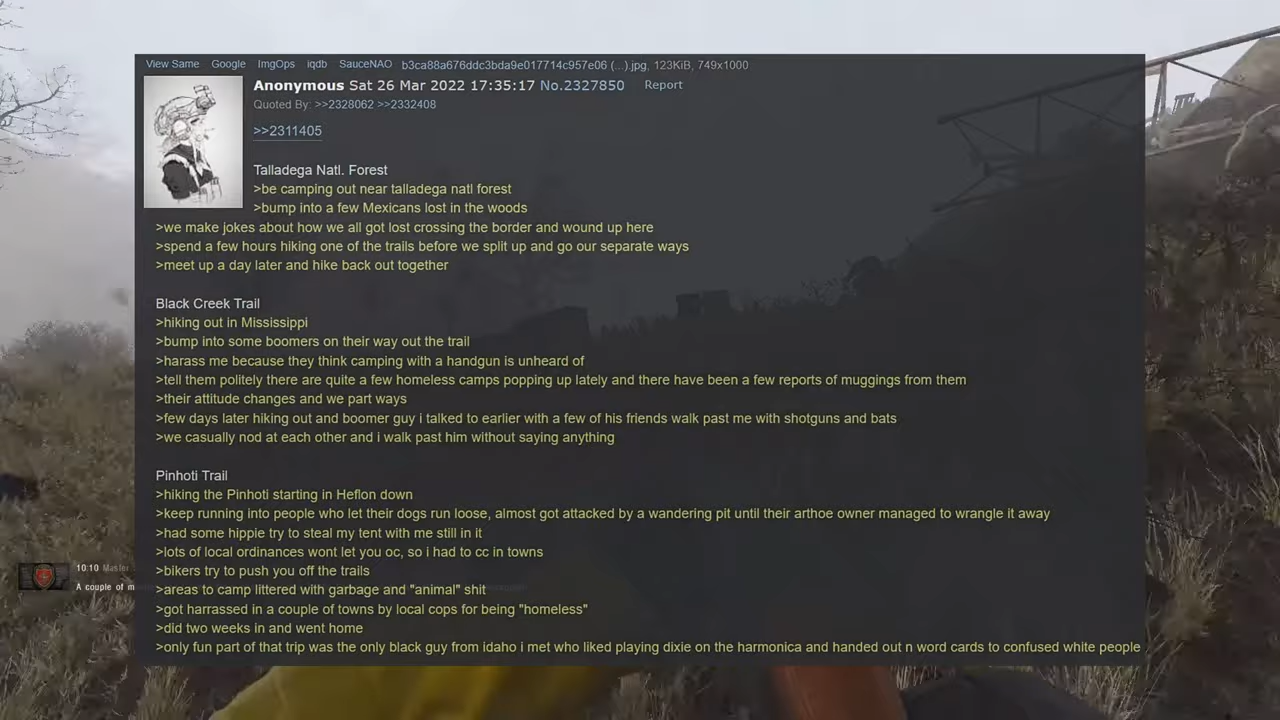 View Same Google ImgOps iqdb SauceNAO b3ca88a676ddc3bda9e017714c957e06 (...).jpg, 123KiB, 749x1000
Anonymous Sat 26 Mar 2022 17:35:17 No.2327850 Report
Quoted By: >>2328062 >>2332408
>>2311405
Talladega Natl. Forest
>be camping out near talladega natl forest
>bump into a few Mexicans lost in the woods
>we make jokes about how we all got lost crossing the border and wound up here
>spend a few hours hiking one of the trails before we split up and go our separate ways
>meet up a day later and hike back out together
Black Creek Trail
>hiking out in Mississippi
>bump into some boomers on their way out the trail
>harass me because they think camping with a handgun is unheard of
>tell them politely there are quite a few homeless camps popping up lately and there have been a few reports of muggings from them
>their attitude changes and we part ways
>few days later hiking out and boomer guy i talked to earlier with a few of his friends walk past me with shotguns and bats
>we casually nod at each other and i walk past him without saying anything
Pinhoti Trail
>hiking the Pinhoti starting in Heflon down
>keep running into people who let their dogs run loose, almost got attacked by a wandering pit until their arthoe owner managed to wrangle it away
>had some hippie try to steal my tent with me still in it
>lots of local ordinances wont let you oc, so i had to cc in towns
>bikers try to push you off the trails
>areas to camp littered with garbage and "animal" shit
>got harrassed in a couple of towns by local cops for being "homeless"
>did two weeks in and went home
>only fun part of that trip was the only black guy from idaho i met who liked playing dixie on the harmonica and handed out n word cards to confused white people
10:10 Master
A couple of m